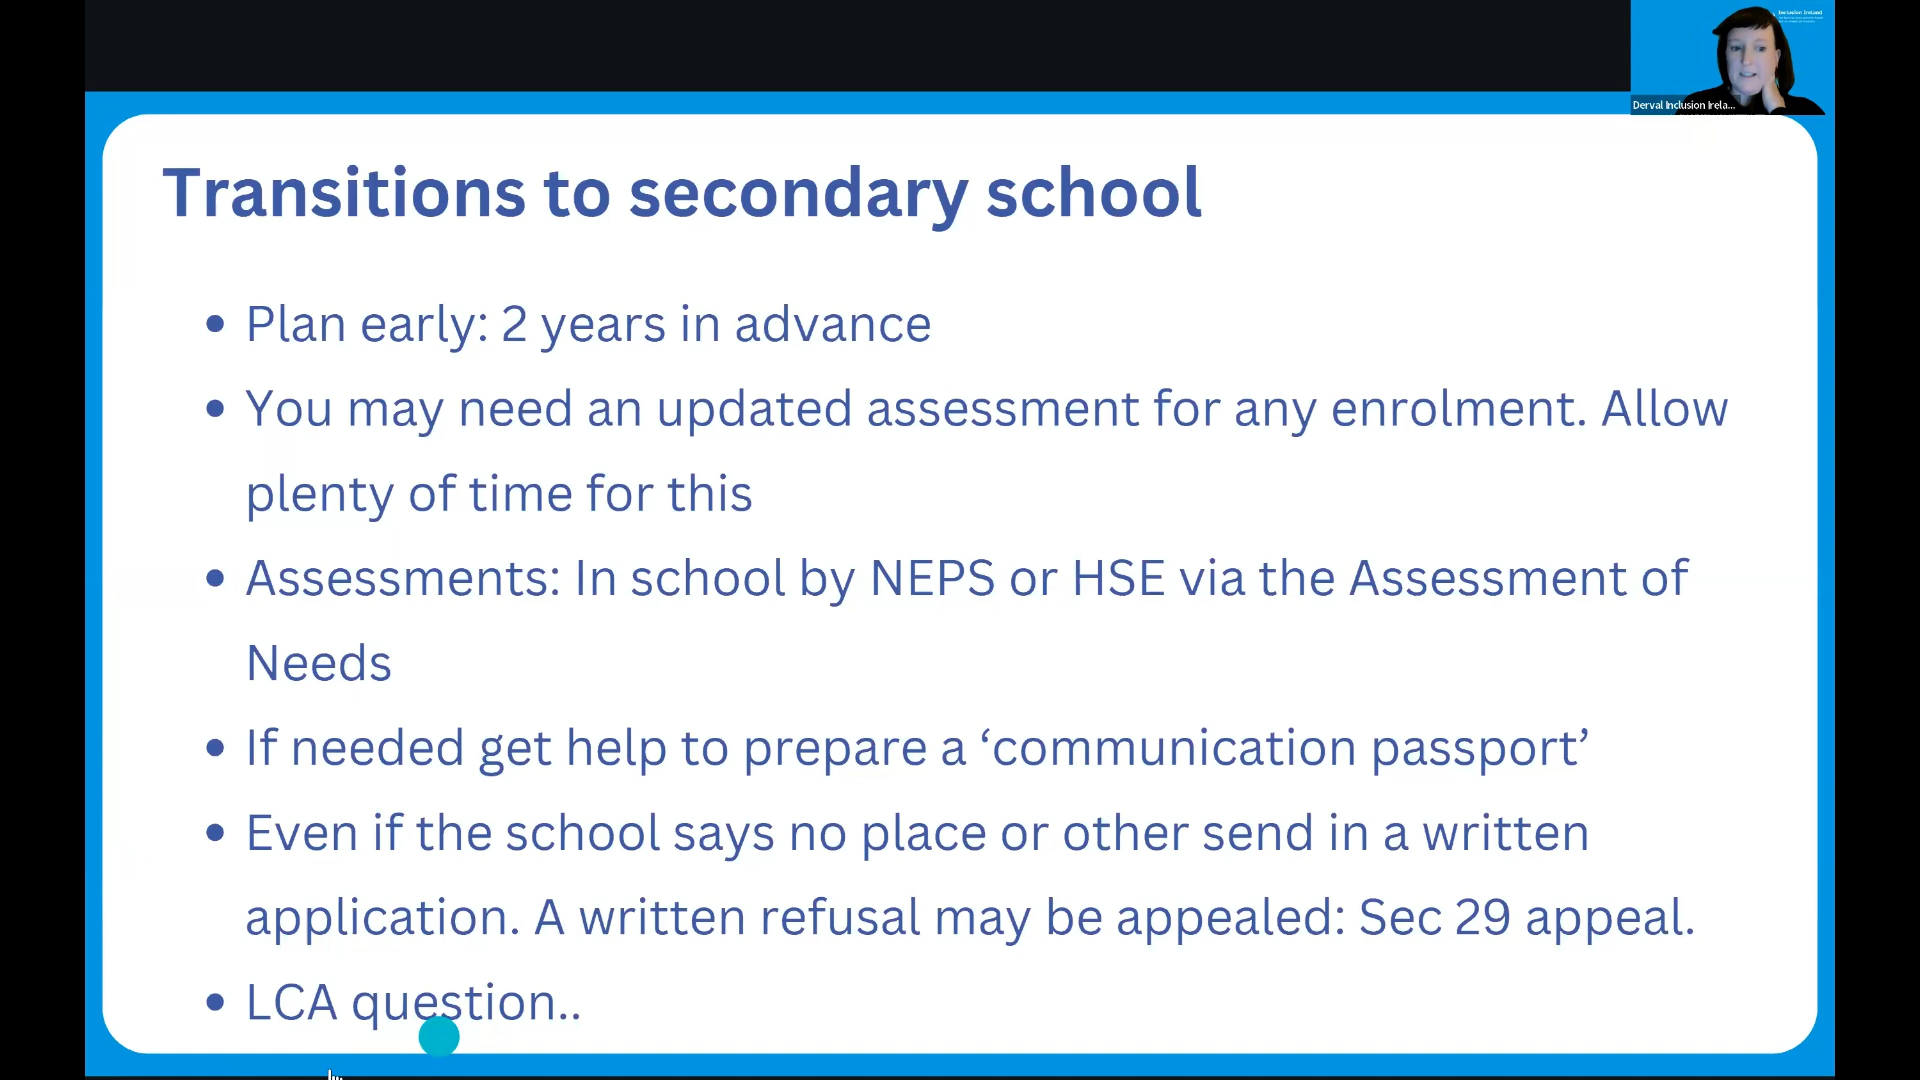 Inclusion Ireland
Derval Inclusion Irela...
Transitions to secondary school
• Plan early: 2 years in advance
• You may need an updated assessment for any enrolment. Allow
plenty of time for this
• Assessments: In school by NEPS or HSE via the Assessment of
Needs
• If needed get help to prepare a ‘communication passport’
• Even if the school says no place or other send in a written
application. A written refusal may be appealed: Sec 29 appeal.
• LCA question..